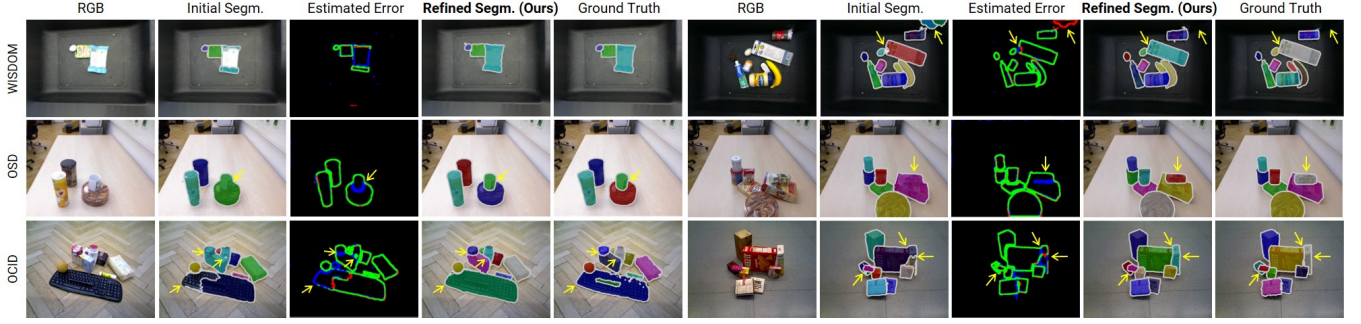 RGB Initial Segm. Estimated Error Refined Segm. (Ours) Ground Truth RGB Initial Segm. Estimated Error Refined Segm. (Ours) Ground Truth
WISDOM
OSD
OCID